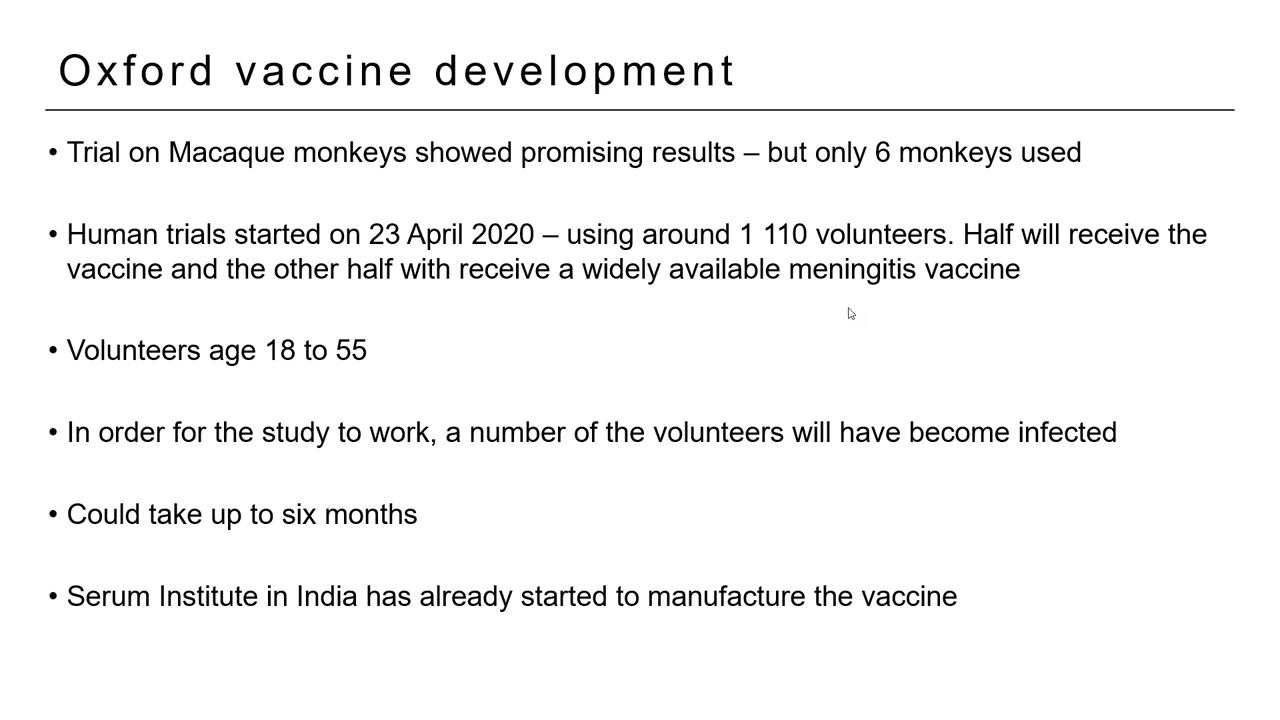 Oxford vaccine development
• Trial on Macaque monkeys showed promising results – but only 6 monkeys used
• Human trials started on 23 April 2020 – using around 1 110 volunteers. Half will receive the
vaccine and the other half with receive a widely available meningitis vaccine
• Volunteers age 18 to 55
• In order for the study to work, a number of the volunteers will have become infected
• Could take up to six months
• Serum Institute in India has already started to manufacture the vaccine